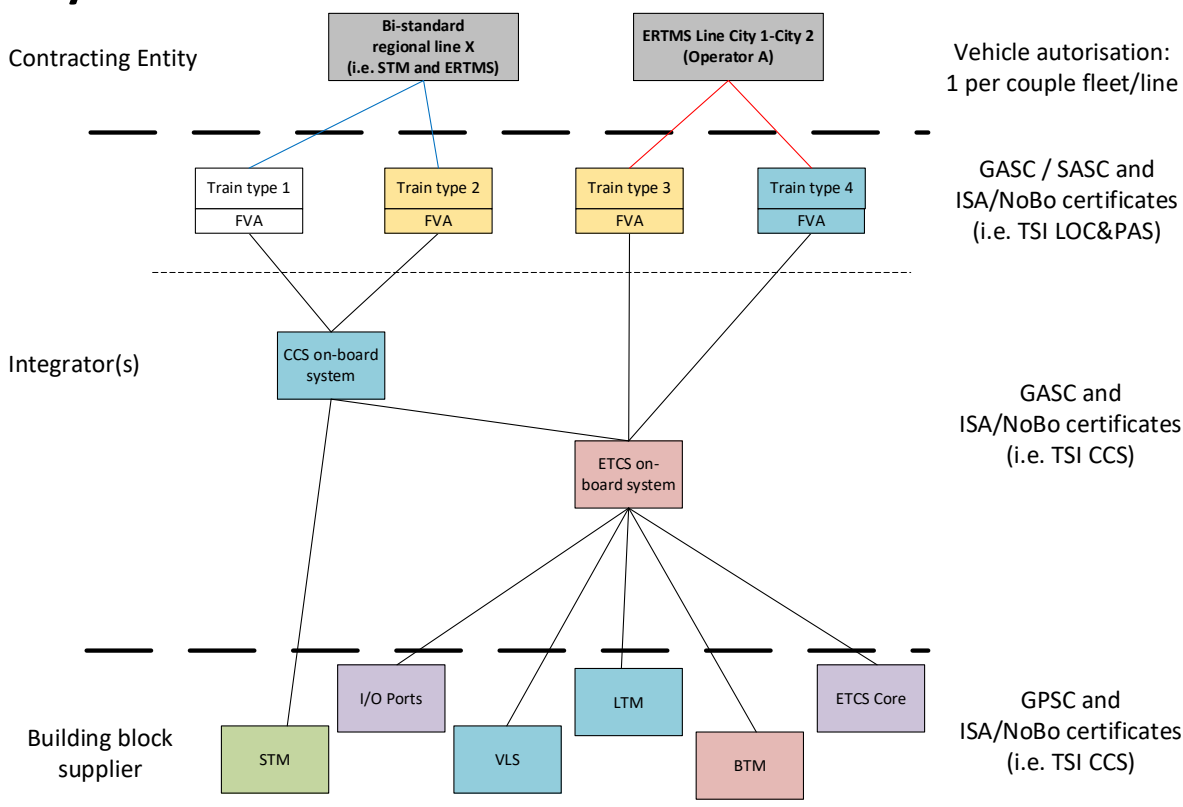 Bi-standard
regional line X
(i.e. STM and ERTMS)
ERTMS Line City 1-City 2
(Operator A)
Contracting Entity
Vehicle autorisation:
1 per couple fleet/line
Train type 1
FVA
Train type 2
FVA
Train type 3
FVA
Train type 4
FVA
GASC / SASC and
ISA/NoBo certificates
(i.e. TSI LOC&PAS)
Integrator(s)
CCS on-board
system
GASC and
ISA/NoBo certificates
(i.e. TSI CCS)
ETCS on-
board system
I/O Ports
LTM
ETCS Core
Building block
supplier
STM
VLS
BTM
GPSC and
ISA/NoBo certificates
(i.e. TSI CCS)